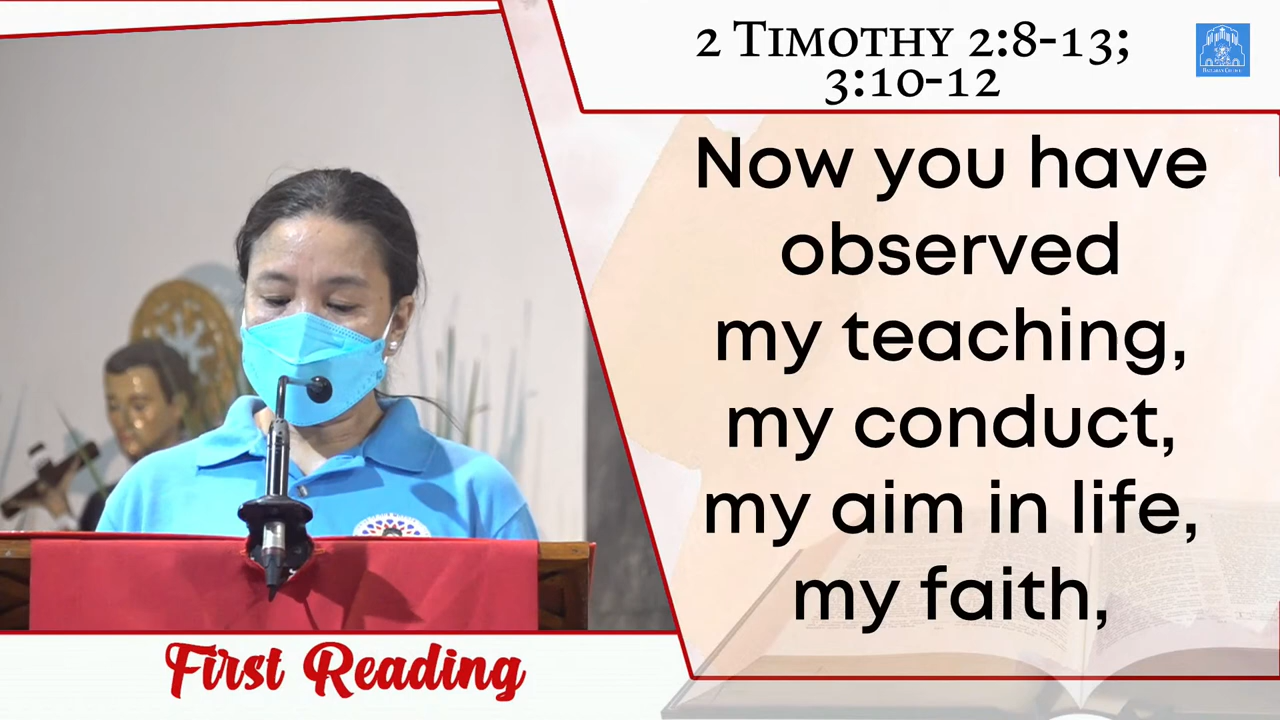 2 Timothy 2:8-13;
3:10-12
Now you have
observed
my teaching,
my conduct,
my aim in life,
my faith,
First Reading